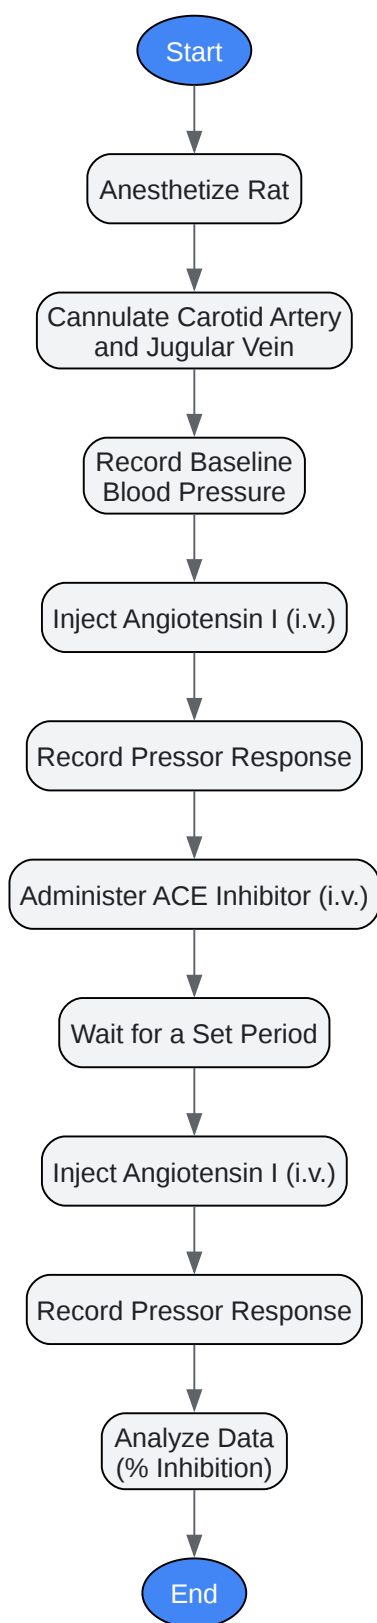 Start
Anesthetize Rat
Cannulate Carotid Artery
and Jugular Vein
Record Baseline
Blood Pressure
Inject Angiotensin I (i.v.)
Record Pressor Response
Administer ACE Inhibitor (i.v.)
Wait for a Set Period
Inject Angiotensin I (i.v.)
Record Pressor Response
Analyze Data
(% Inhibition)
End